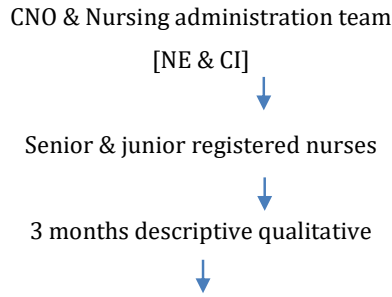 CNO & Nursing administration team
[NE & CI]
Senior & junior registered nurses
3 months descriptive qualitative